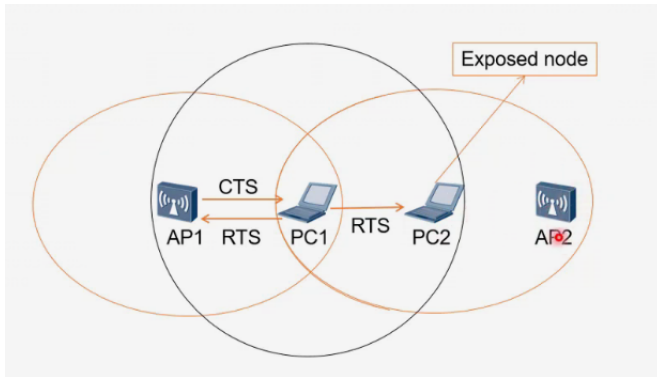 Exposed node
CTS
AP1
RTS
PC1
RTS
PC2
AP2